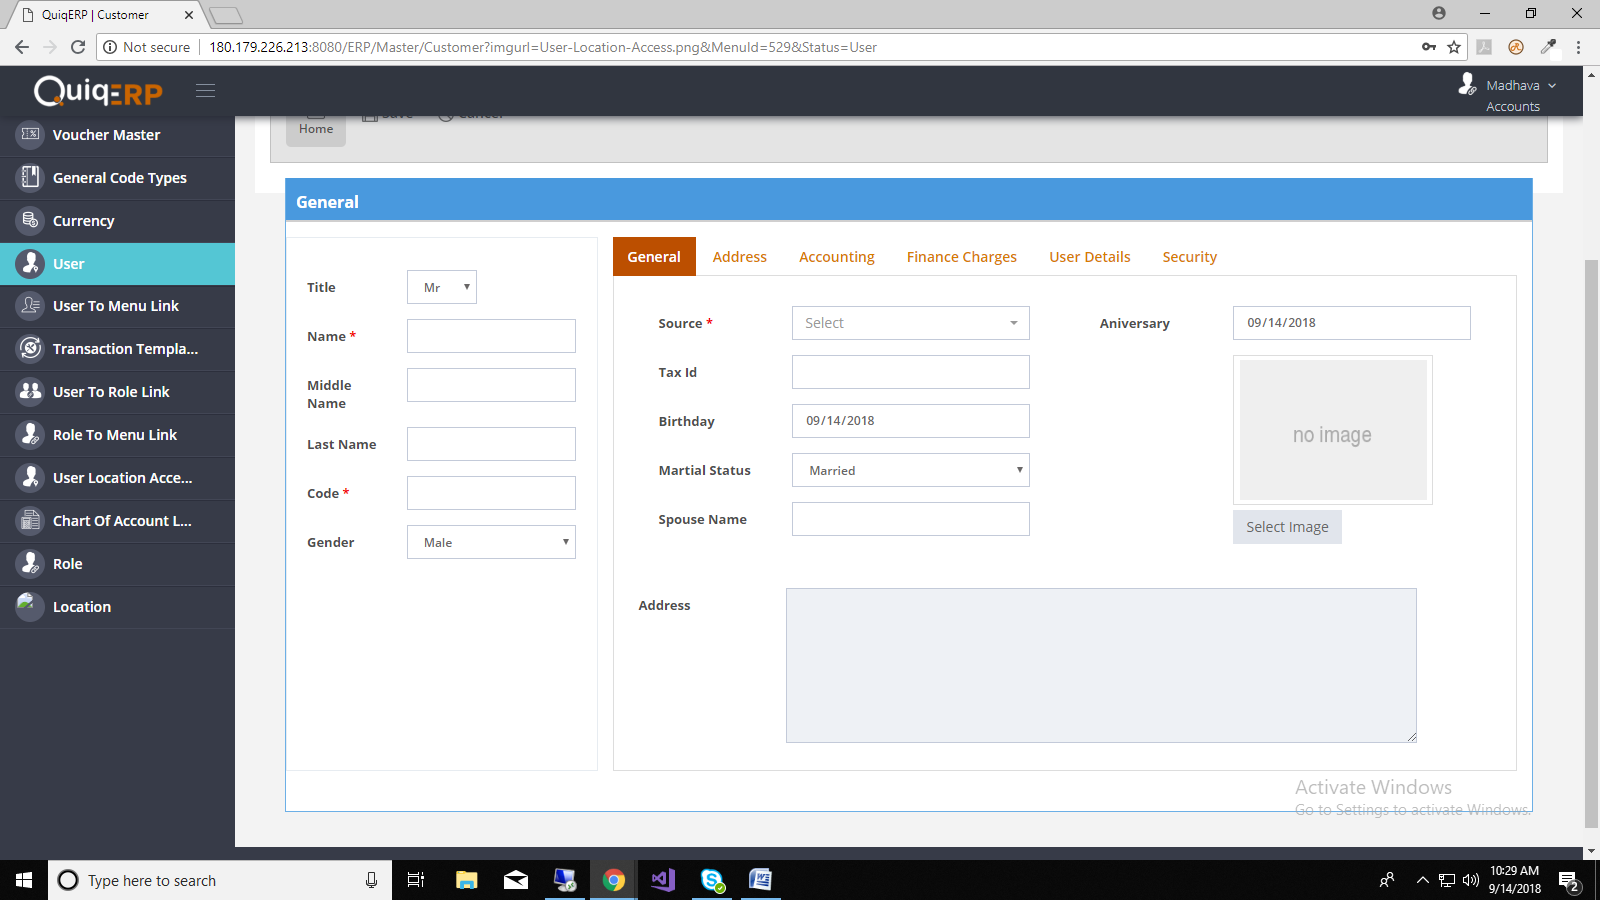 QuiqERP | Customer
Not secure
180.179.226.213:8080/ERP/Master/Customer?imgurl=User-Location-Access.png&MenuId=529&Status=User
QuiqERP
Madhava
Accounts
Home
Save
Cancel
Voucher Master
General Code Types
Currency
User
User To Menu Link
Transaction Templa...
User To Role Link
Role To Menu Link
User Location Acce...
Chart Of Account L...
Role
Location
General
Title
Mr
Name *
Middle
Name
Last Name
Code *
Gender
Male
General
Address
Accounting
Finance Charges
User Details
Security
Source *
Select
Aniversary
09/14/2018
Tax Id
Birthday
09/14/2018
no image
Martial Status
Married
Spouse Name
Select Image
Address
Activate Windows
Go to Settings to activate Windows.
Type here to search
10:29 AM
9/14/2018
2